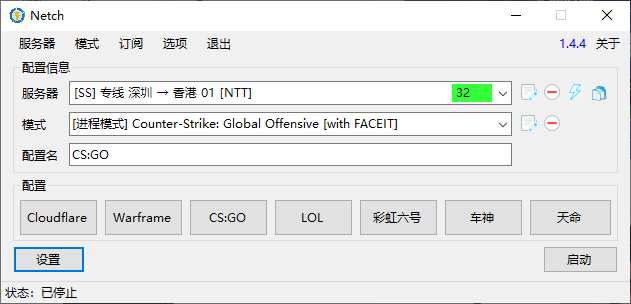 Netch
服务器 模式 订阅 选项 退出 1.4.4 关于
配置信息
服务器 [SS] 专线 深圳 → 香港 01 [NTT] 32
模式 [进程模式] Counter-Strike: Global Offensive [with FACEIT]
配置名 CS:GO
配置
Cloudflare Warframe CS:GO LOL 彩虹六号 车神 天命
设置 启动
状态：已停止